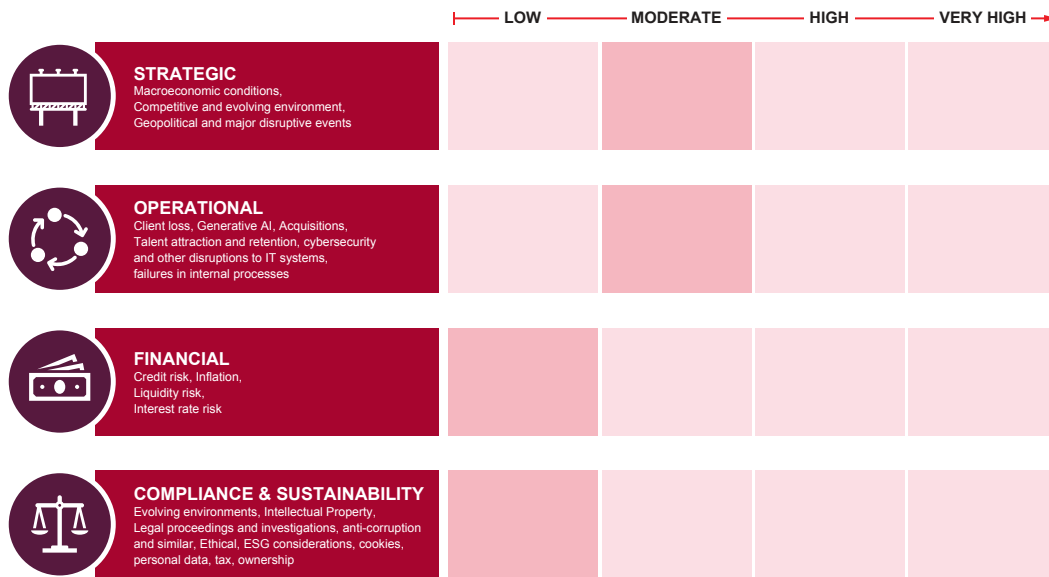 LOW MODERATE HIGH VERY HIGH
STRATEGIC
Macroeconomic conditions,
Competitive and evolving environment,
Geopolitical and major disruptive events
OPERATIONAL
Client loss, Generative AI, Acquisitions,
Talent attraction and retention, cybersecurity
and other disruptions to IT systems,
failures in internal processes
FINANCIAL
Credit risk, Inflation,
Liquidity risk,
Interest rate risk
COMPLIANCE & SUSTAINABILITY
Evolving environments, Intellectual Property,
Legal proceedings and investigations, anti-corruption
and similar, Ethical, ESG considerations, cookies,
personal data, tax, ownership